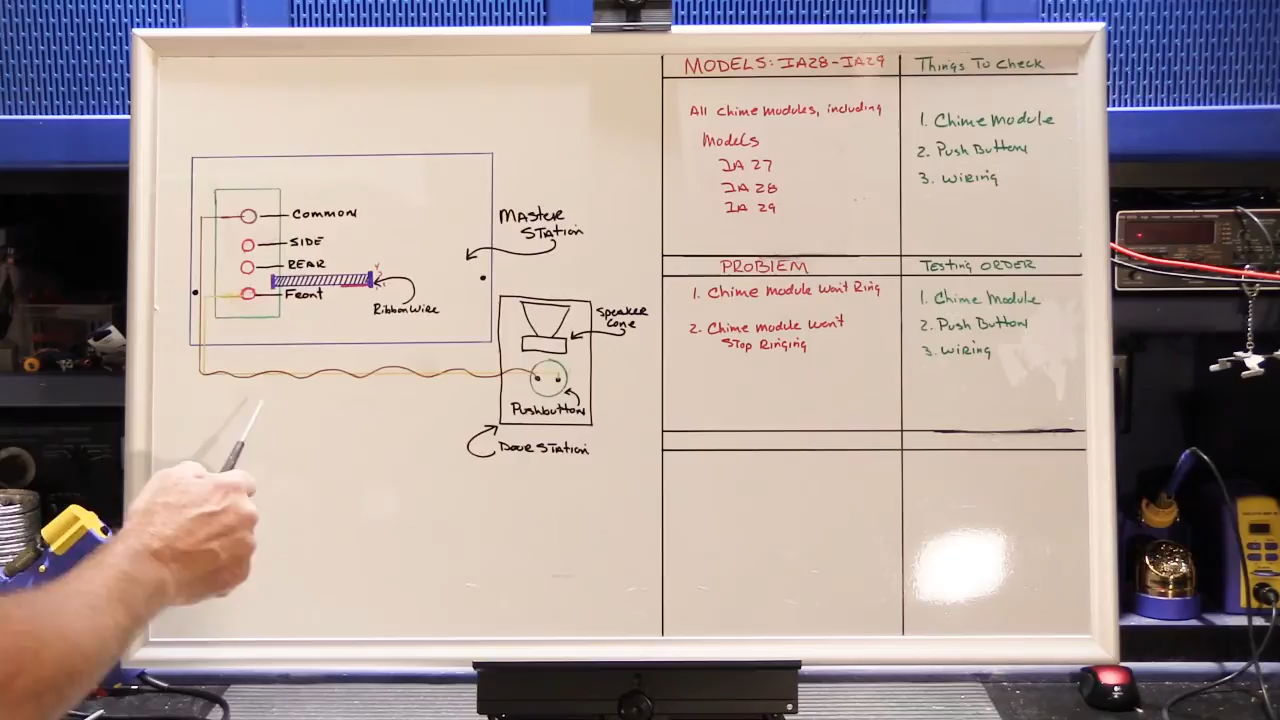 COMMON
SIDE
REAR
Front
RibbonWire
MASTER
STATION
SPEAKER
Cone
Pushbutton
DOOR STATION
MODELS: IA28-IA29
All Chime Modules, including
Models
IA 27
IA 28
IA 29
Things To Check
1. Chime Module
2. Push Button
3. Wiring
PROBLEM
1. Chime Module Won't Ring
2. Chime Module Won't
Stop Ringing
Testing ORDER
1. Chime Module
2. Push Button
3. Wiring